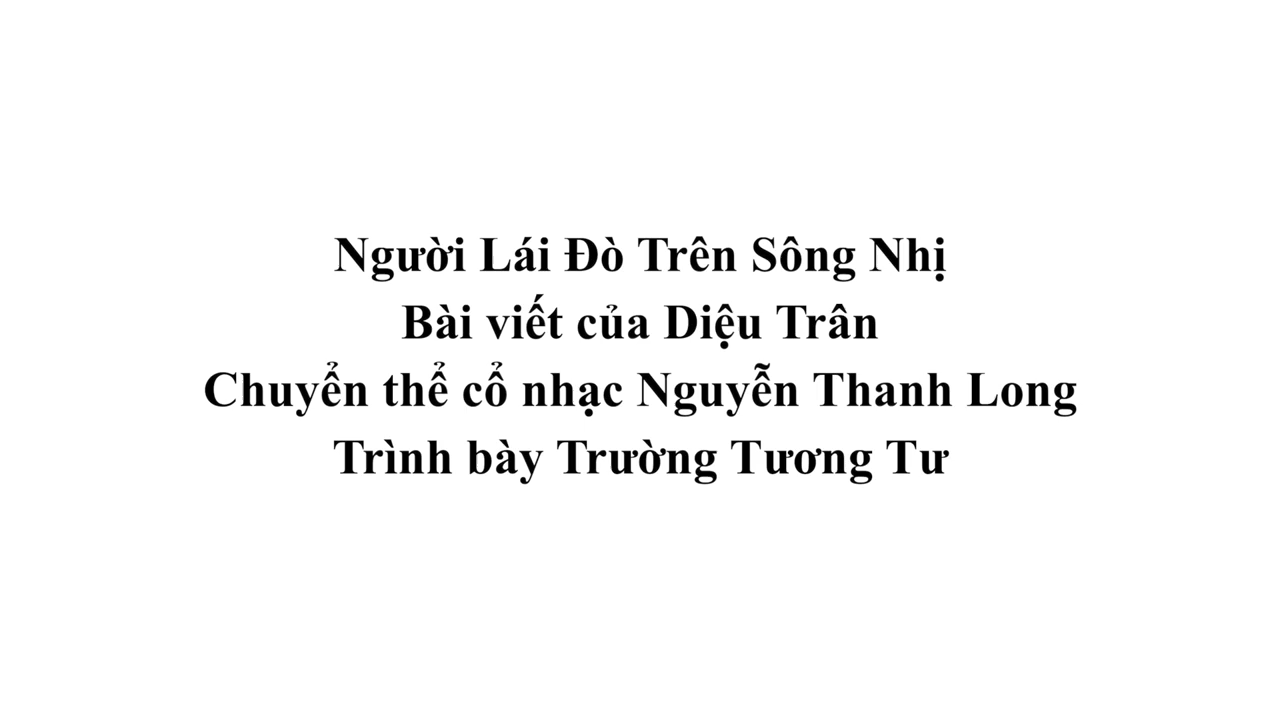 Người Lái Đò Trên Sông Nhị
Bài viết của Diệu Trân
Chuyển thể cổ nhạc Nguyễn Thanh Long
Trình bày Trường Tương Tư